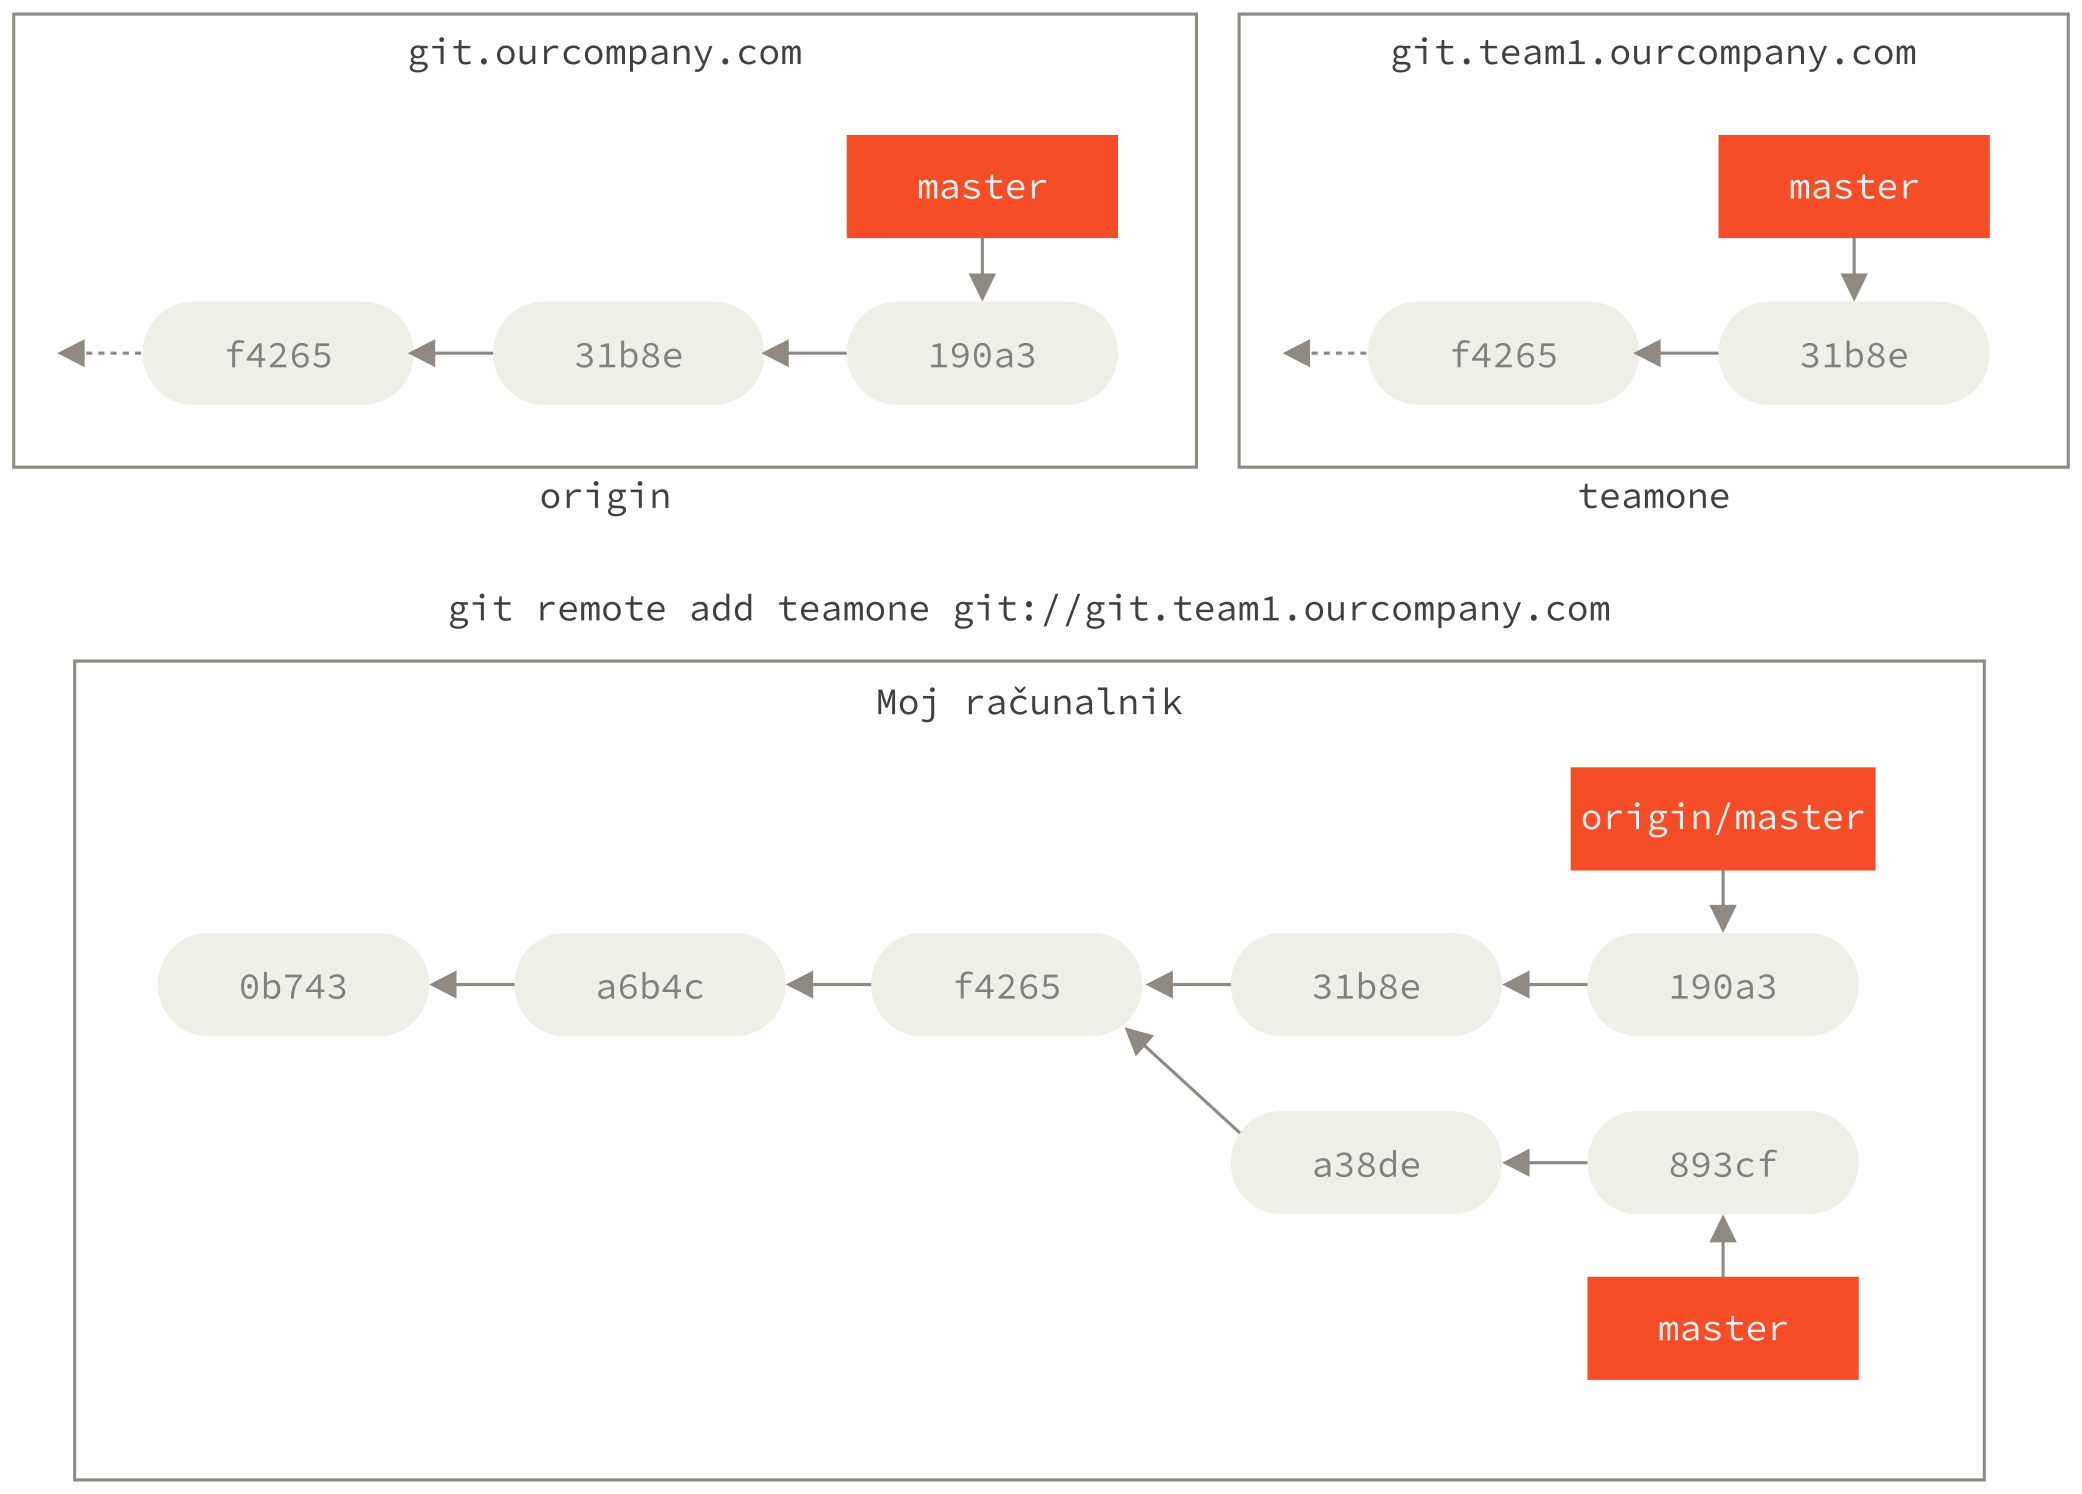 git.ourcompany.com
master
f4265
31b8e
190a3
origin
git.team1.ourcompany.com
master
f4265
31b8e
teamone
git remote add teamone git://git.team1.ourcompany.com
Moj računalnik
origin/master
0b743
a6b4c
f4265
31b8e
190a3
a38de
893cf
master